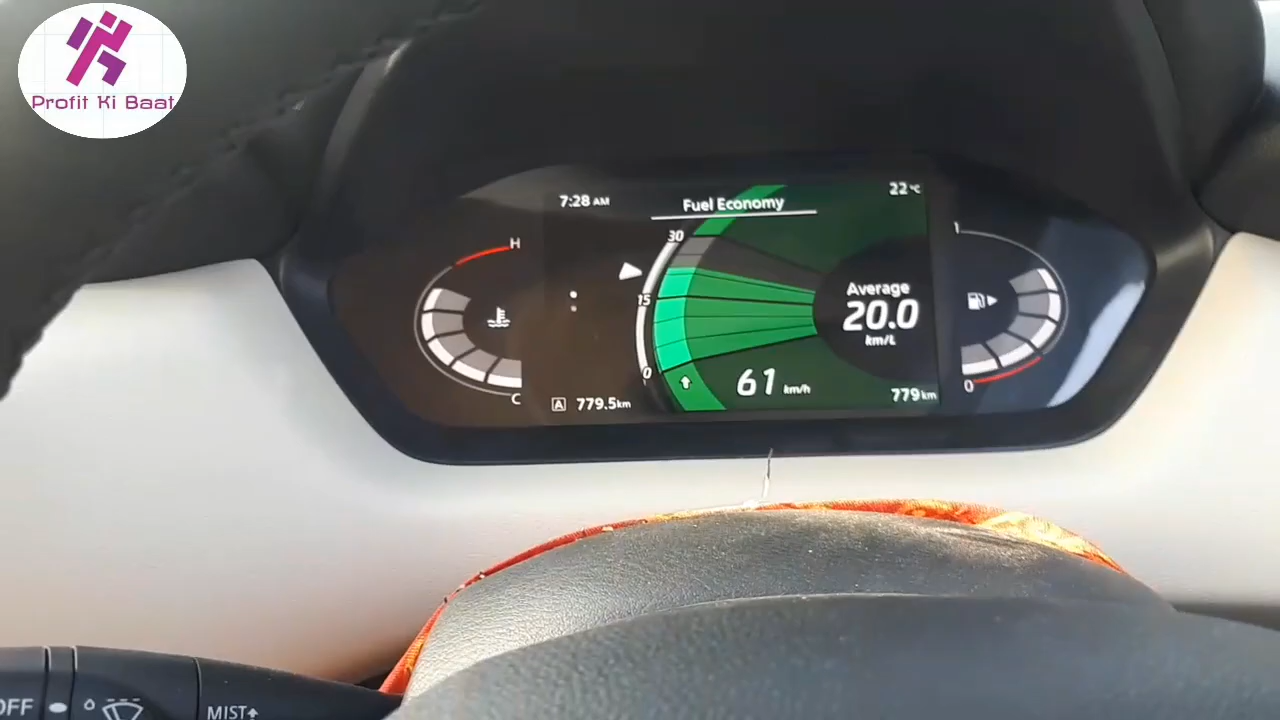 Profit Ki Baat
7:28 AM
Fuel Economy
22°C
H
C
30
15
0
Average
20.0
km/L
61 km/h
A 779.5km
779km
1
0
OFF
MIST